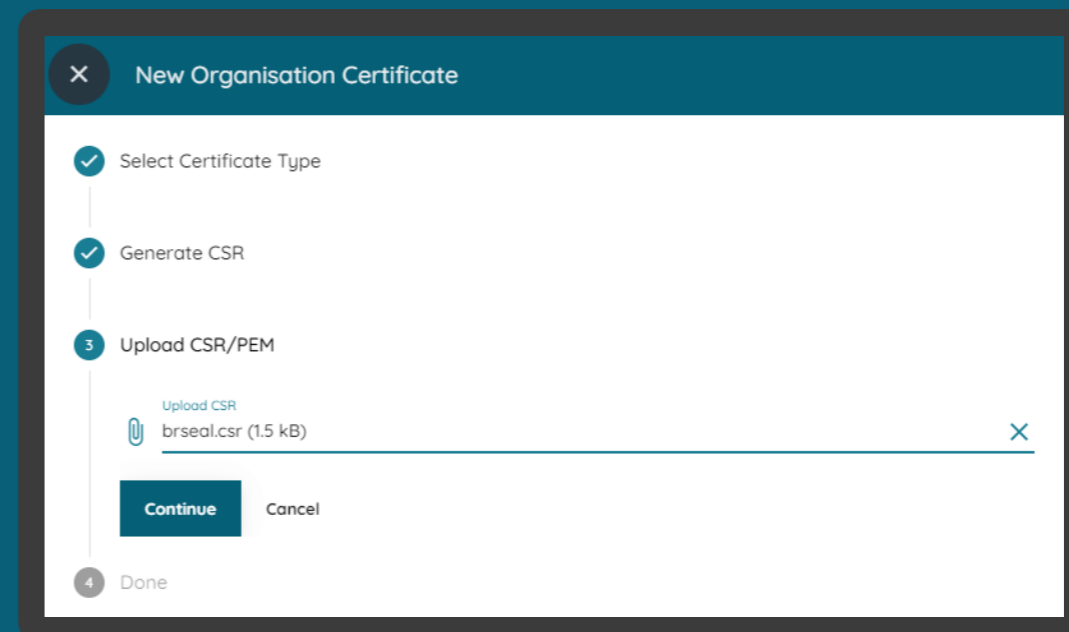 New Organisation Certificate
Select Certificate Type
Generate CSR
3 Upload CSR/PEM
Upload CSR
brseal.csr (1.5 kB)
Continue Cancel
4 Done